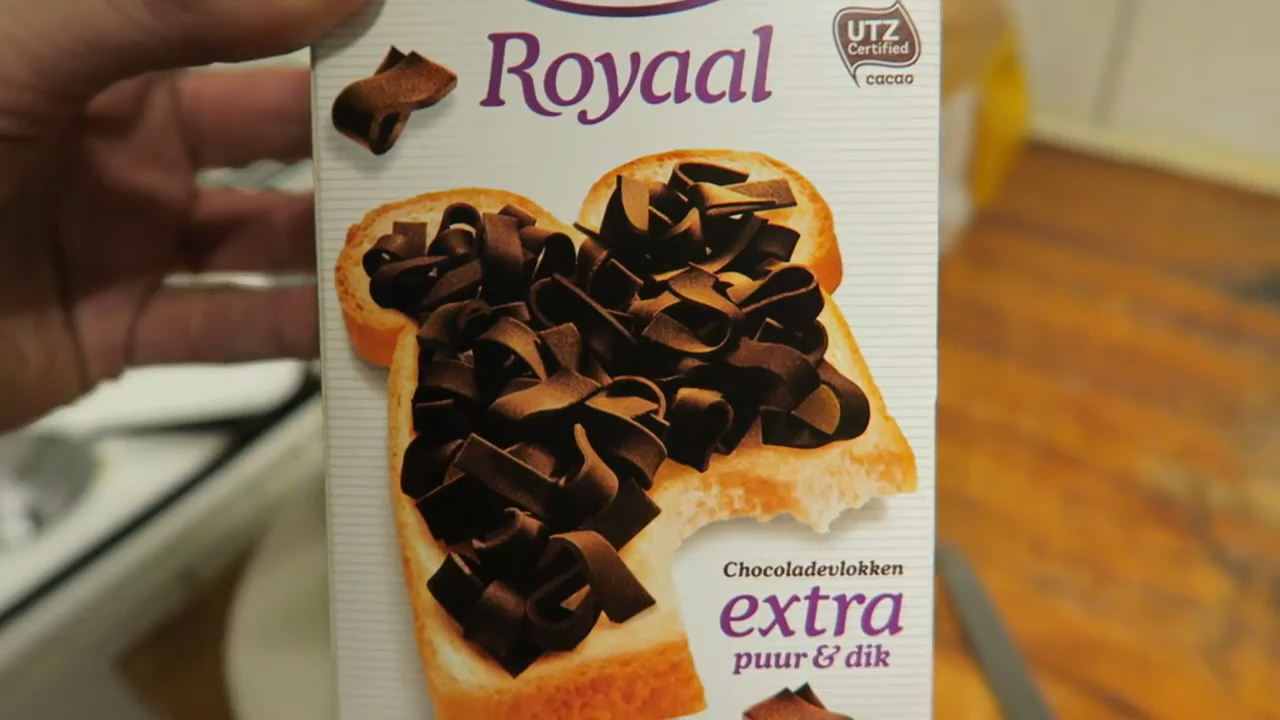 Royaal
UTZ
Certified
cacao
Chocoladevlokken
extra
puur & dik